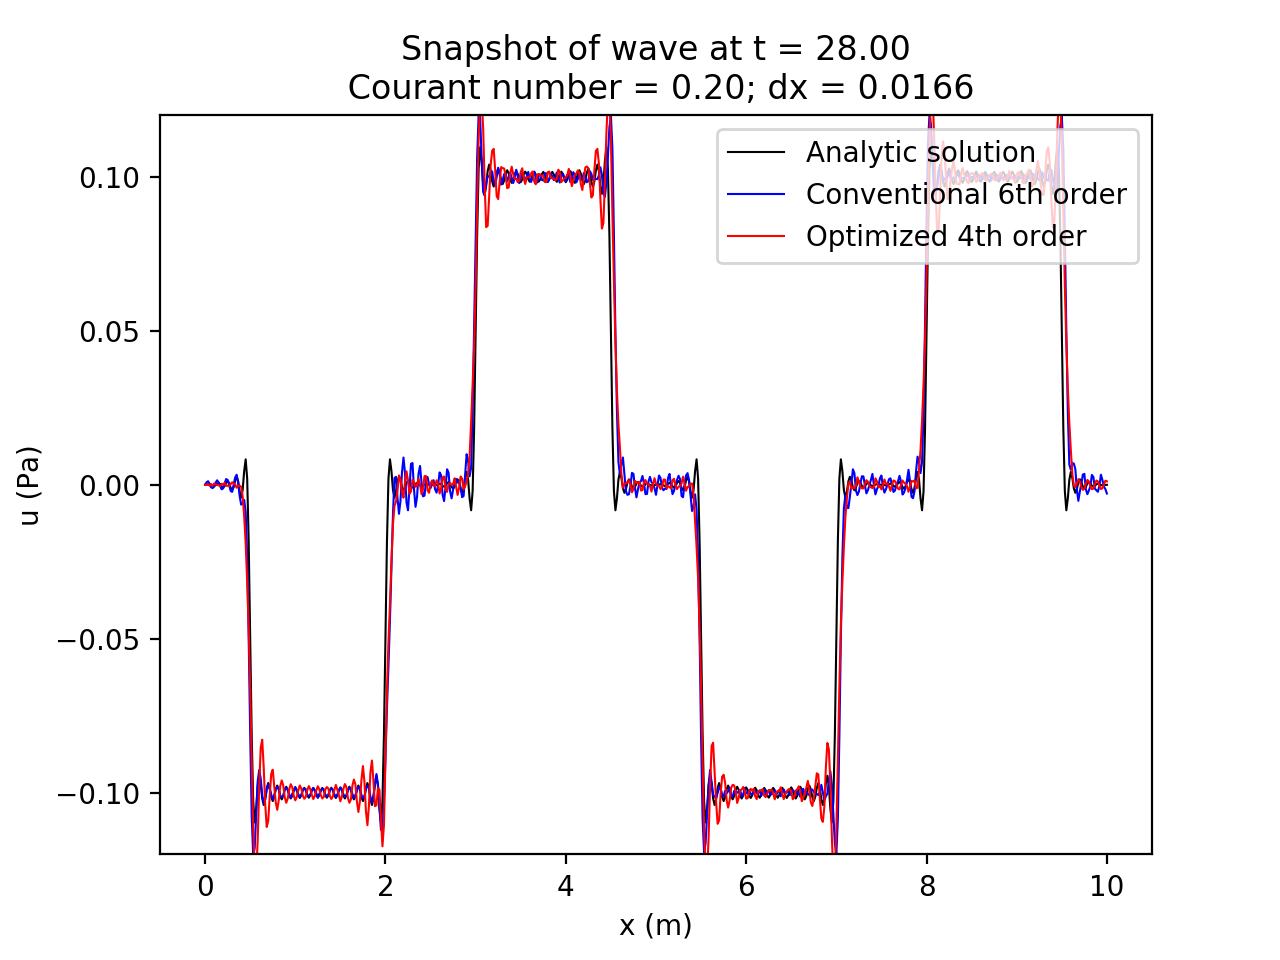 Snapshot of wave at t = 28.00
Courant number = 0.20; dx = 0.0166
Analytic solution
Conventional 6th order
Optimized 4th order
0.10
0.05
0.00
−0.05
−0.10
u (Pa)
0 2 4 6 8 10
x (m)